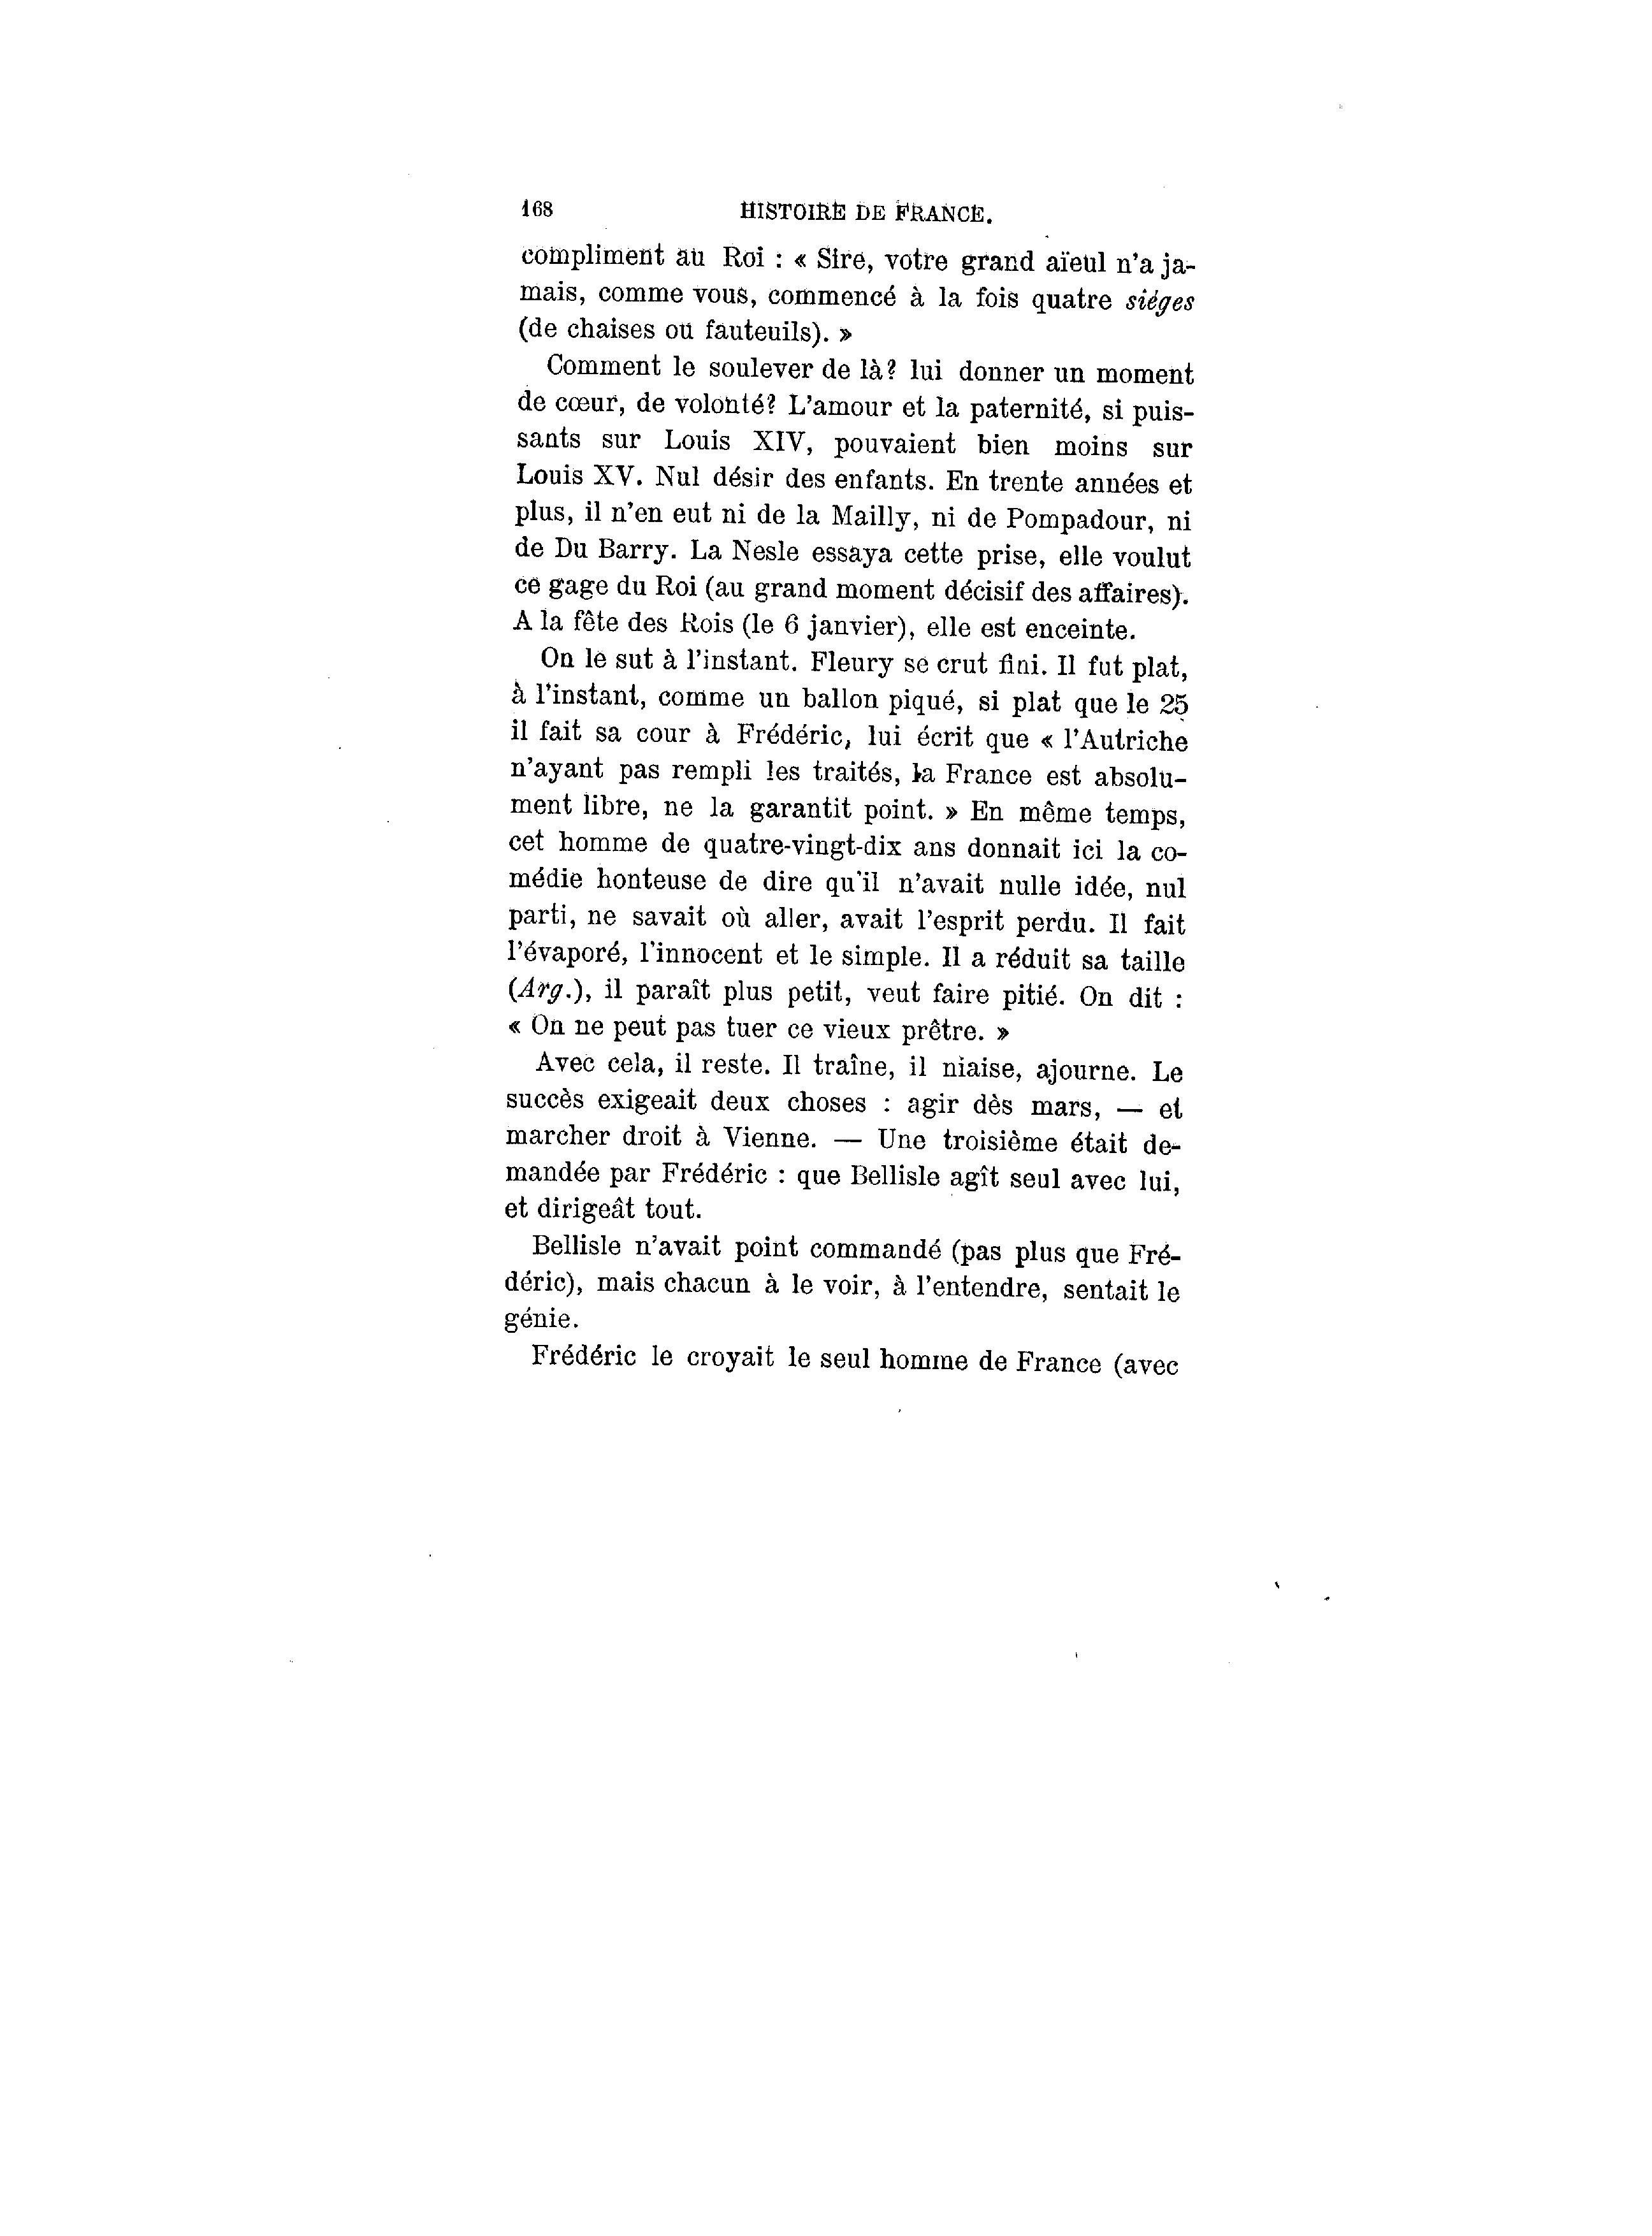 168 HISTOIRE DE FRANCE.
compliment au Roi : « Sire, votre grand aïeul n'a ja-
mais, comme vous, commencé à la fois quatre siéges
(de chaises ou fauteuils). »
Comment le soulever de là? lui donner un moment
de cœur, de volonté? L'amour et la paternité, si puis-
sants sur Louis XIV, pouvaient bien moins sur
Louis XV. Nul désir des enfants. En trente années et
plus, il n'en eut ni de la Mailly, ni de Pompadour, ni
de Du Barry. La Nesle essaya cette prise, elle voulut
ce gage du Roi (au grand moment décisif des affaires).
A la fête des Rois (le 6 janvier), elle est enceinte.
On le sut à l'instant. Fleury se crut fini. Il fut plat,
à l'instant, comme un ballon piqué, si plat que le 25
il fait sa cour à Frédéric, lui écrit que « l'Autriche
n'ayant pas rempli les traités, la France est absolu-
ment libre, ne la garantit point. » En même temps,
cet homme de quatre-vingt-dix ans donnait ici la co-
médie honteuse de dire qu'il n'avait nulle idée, nul
parti, ne savait où aller, avait l'esprit perdu. Il fait
l'évaporé, l'innocent et le simple. Il a réduit sa taille
(Arg.), il paraît plus petit, veut faire pitié. On dit :
« On ne peut pas tuer ce vieux prêtre. »
Avec cela, il reste. Il traîne, il niaise, ajourne. Le
succès exigeait deux choses : agir dès mars, — et
marcher droit à Vienne. — Une troisième était de-
mandée par Frédéric : que Bellisle agît seul avec lui,
et dirigeât tout.
Bellisle n'avait point commandé (pas plus que Fré-
déric), mais chacun à le voir, à l'entendre, sentait le
génie.
Frédéric le croyait le seul homme de France (avec